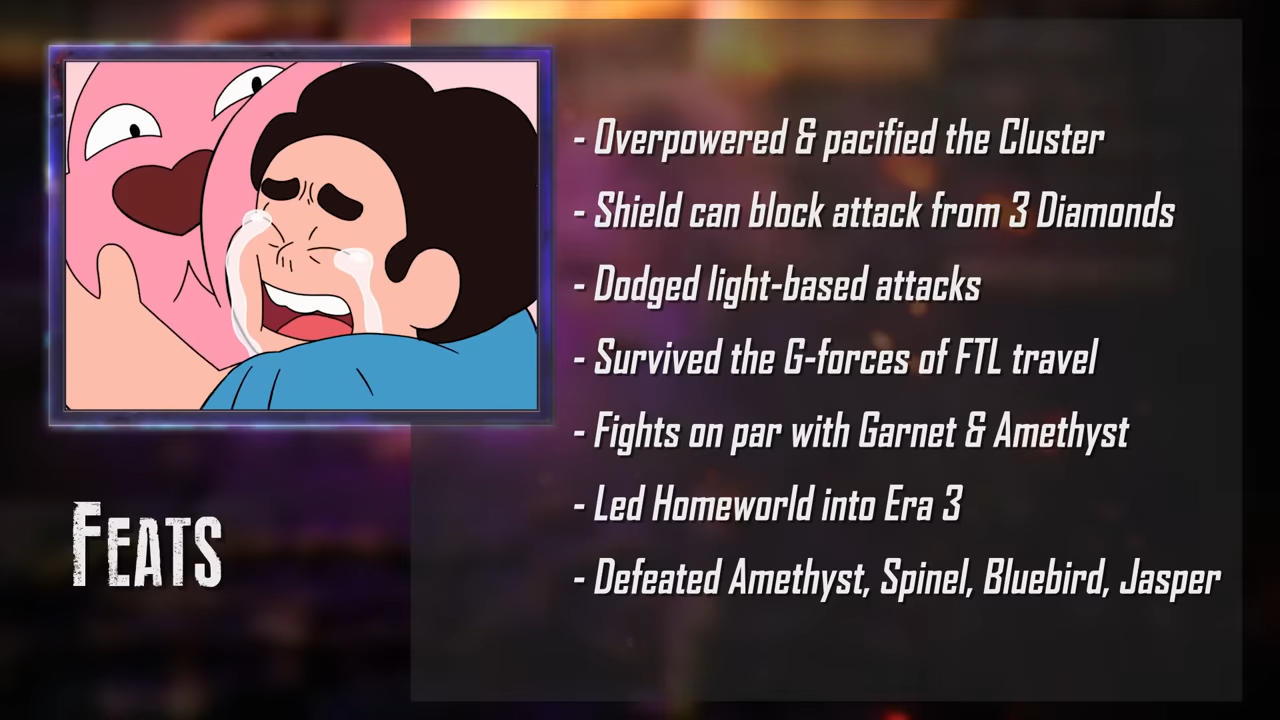 - Overpowered & pacified the Cluster
- Shield can block attack from 3 Diamonds
- Dodged light-based attacks
- Survived the G-forces of FTL travel
- Fights on par with Garnet & Amethyst
- Led Homeworld into Era 3
- Defeated Amethyst, Spinel, Bluebird, Jasper
Feats